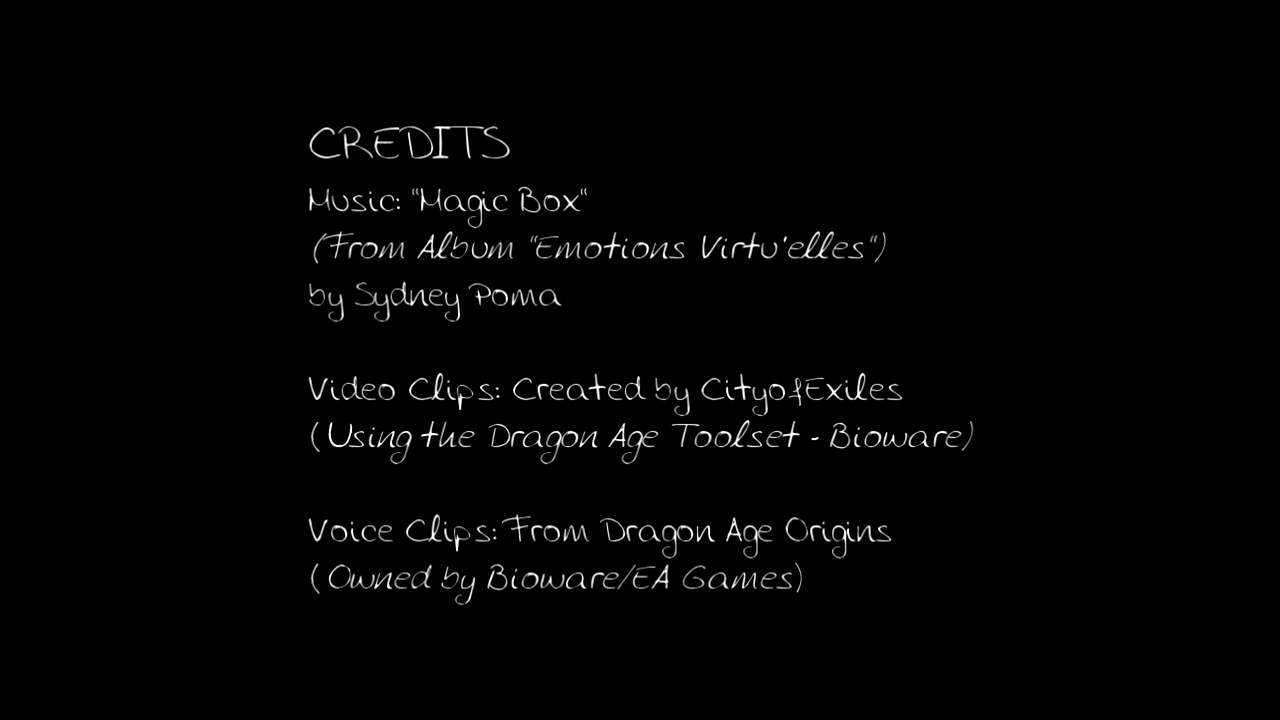 CREDITS
Music: "Magic Box"
(From Album "Emotions Virtu'elles")
by Sydney Poma
Video Clips: Created by CityofExiles
(Using the Dragon Age Toolset - Bioware)
Voice Clips: From Dragon Age Origins
(Owned by Bioware/EA Games)